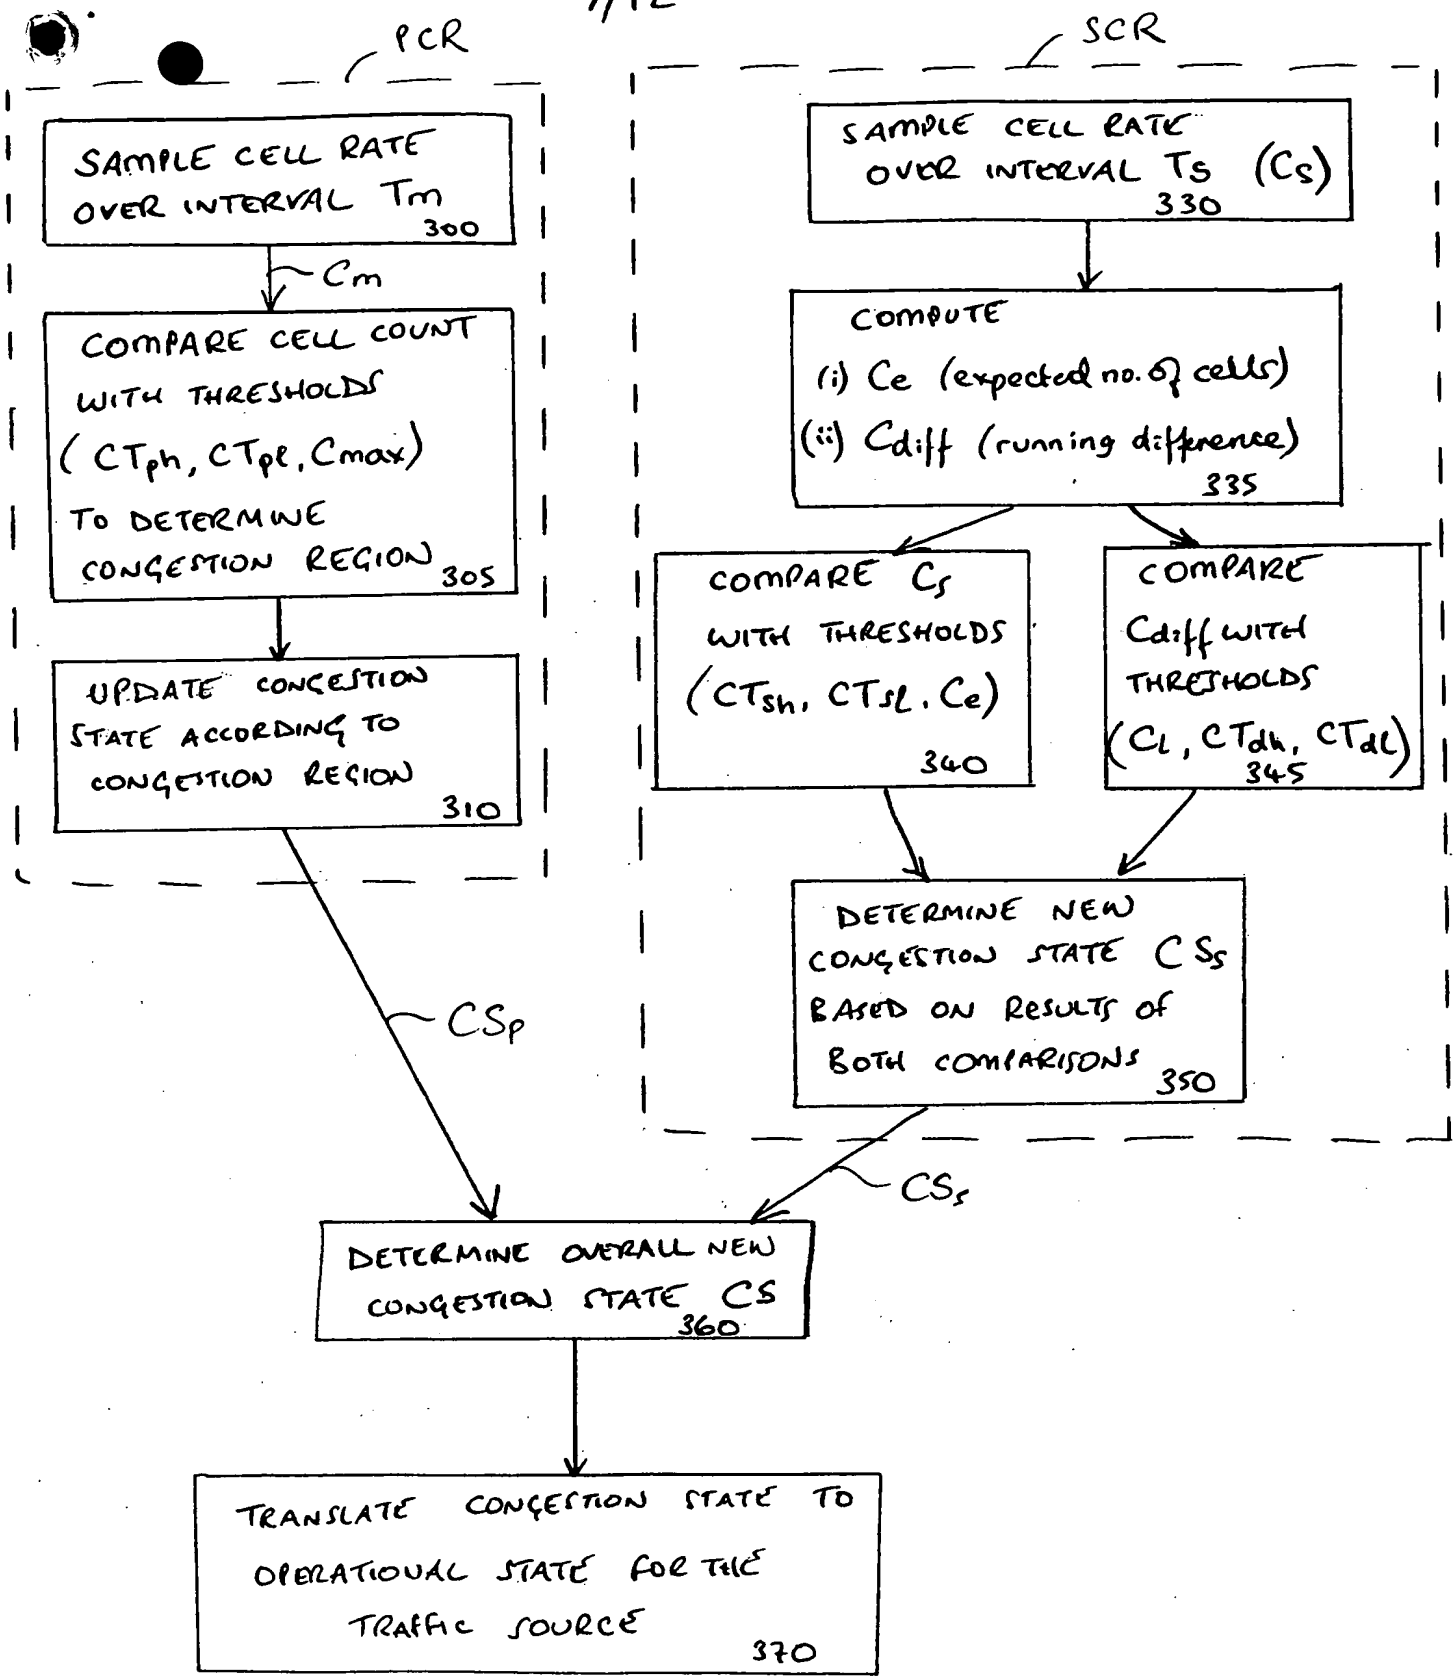 7/12
PCR
SAMPLE CELL RATE
OVER INTERVAL Tm
300
Cm
COMPARE CELL COUNT
WITH THRESHOLDS
(CTph, CTpl, Cmax)
TO DETERMINE
CONGESTION REGION
305
UPDATE CONGESTION
STATE ACCORDING TO
CONGESTION REGION
310
CSp
SCR
SAMPLE CELL RATE
OVER INTERVAL Ts (Cs)
330
COMPUTE
(i) Ce (expected no. of cells)
(ii) Cdiff (running difference)
335
COMPARE Cs
WITH THRESHOLDS
(CTsh, CTsl, Ce)
340
COMPARE
Cdiff WITH
THRESHOLDS
(CL, CTdh, CTdl)
345
DETERMINE NEW
CONGESTION STATE CSs
BASED ON RESULTS OF
BOTH COMPARISONS
350
CSs
DETERMINE OVERALL NEW
CONGESTION STATE CS
360
TRANSLATE CONGESTION STATE TO
OPERATIONAL STATE FOR THE
TRAFFIC SOURCE
370